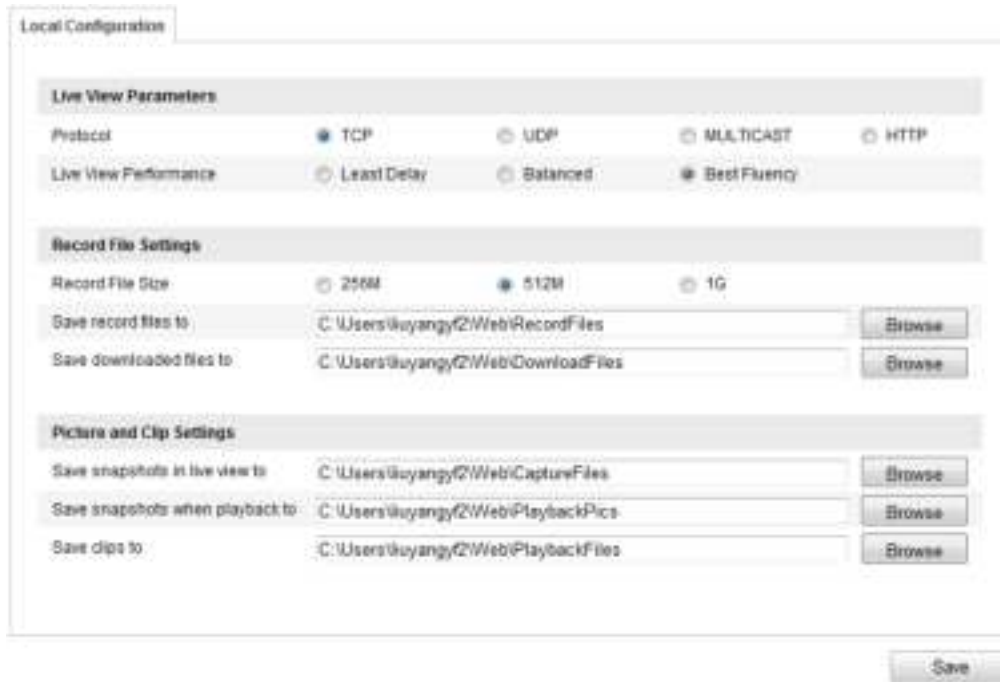 Local Configuration
Live View Parameters
Protocol TCP UDP MULTICAST HTTP
Live View Performance Least Delay Balanced Best Fluency
Record File Settings
Record File Size 256M 512M 1G
Save record files to C:\Users\liuyangyf2\Web\RecordFiles Browse
Save downloaded files to C:\Users\liuyangyf2\Web\DownloadFiles Browse
Picture and Clip Settings
Save snapshots in live view to C:\Users\liuyangyf2\Web\CaptureFiles Browse
Save snapshots when playback to C:\Users\liuyangyf2\Web\PlaybackPics Browse
Save clips to C:\Users\liuyangyf2\Web\PlaybackFiles Browse
Save